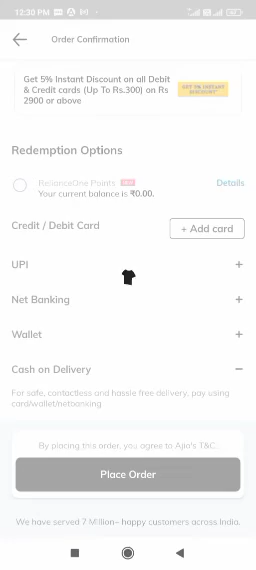 12:30 PM
Order Confirmation
Get 5% Instant Discount on all Debit
& Credit cards (Up To Rs.300) on Rs
2900 or above
GET 5% INSTANT
DISCOUNT*
Redemption Options
RelianceOne Points
Details
Your current balance is ₹0.00.
Credit / Debit Card
+ Add card
UPI +
Net Banking +
Wallet +
Cash on Delivery −
For safe, contactless and hassle free delivery, pay using
card/wallet/netbanking
By placing this order, you agree to Ajio's T&C.
Place Order
We have served 7 Million+ happy customers across India.